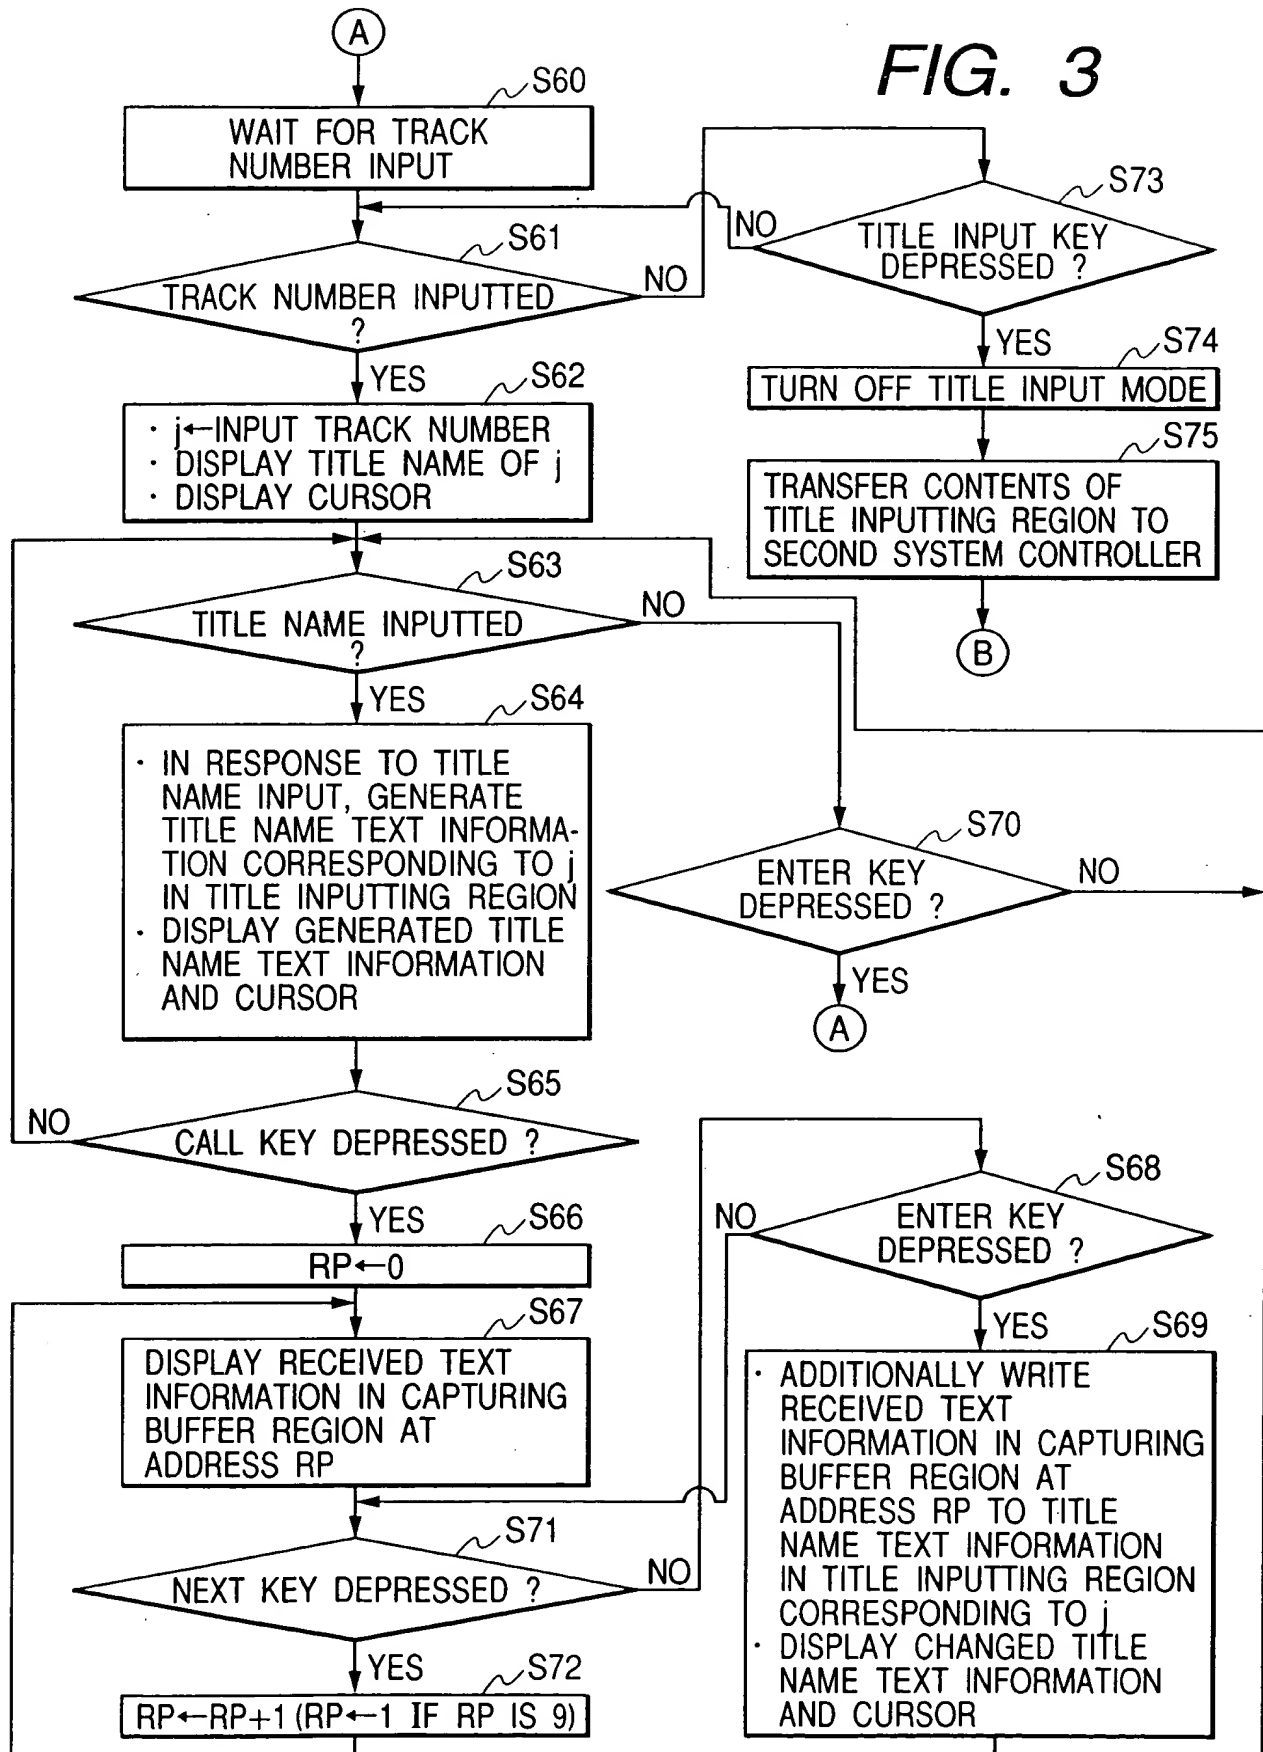 A
FIG. 3
S60
WAIT FOR TRACK
NUMBER INPUT
S61
TRACK NUMBER INPUTTED
?
NO
YES
S73
TITLE INPUT KEY
DEPRESSED ?
NO
YES
S74
TURN OFF TITLE INPUT MODE
S75
TRANSFER CONTENTS OF
TITLE INPUTTING REGION TO
SECOND SYSTEM CONTROLLER
B
S62
· j←INPUT TRACK NUMBER
· DISPLAY TITLE NAME OF j
· DISPLAY CURSOR
S63
TITLE NAME INPUTTED
?
NO
YES
S64
· IN RESPONSE TO TITLE
NAME INPUT, GENERATE
TITLE NAME TEXT INFORMA-
TION CORRESPONDING TO j
IN TITLE INPUTTING REGION
· DISPLAY GENERATED TITLE
NAME TEXT INFORMATION
AND CURSOR
S70
ENTER KEY
DEPRESSED ?
NO
YES
A
S65
CALL KEY DEPRESSED ?
NO
YES
S66
RP←0
S67
DISPLAY RECEIVED TEXT
INFORMATION IN CAPTURING
BUFFER REGION AT
ADDRESS RP
S71
NEXT KEY DEPRESSED ?
NO
YES
S72
RP←RP+1 (RP←1 IF RP IS 9)
S68
ENTER KEY
DEPRESSED ?
NO
YES
S69
· ADDITIONALLY WRITE
RECEIVED TEXT
INFORMATION IN CAPTURING
BUFFER REGION AT
ADDRESS RP TO TITLE
NAME TEXT INFORMATION
IN TITLE INPUTTING REGION
CORRESPONDING TO j
· DISPLAY CHANGED TITLE
NAME TEXT INFORMATION
AND CURSOR